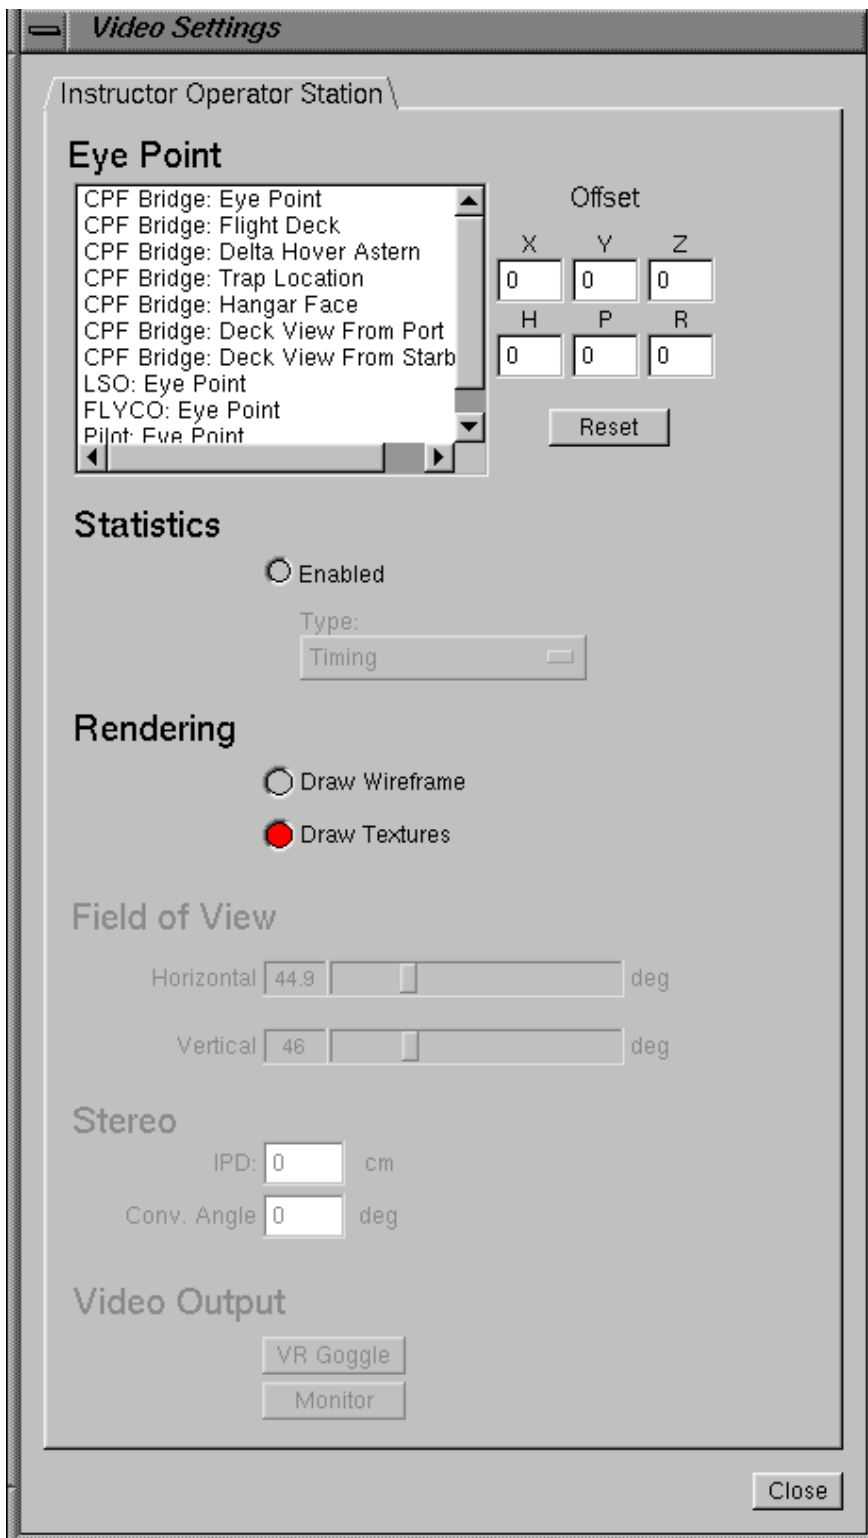 Video Settings
Instructor Operator Station
Eye Point
CPF Bridge: Eye Point
CPF Bridge: Flight Deck
CPF Bridge: Delta Hover Astern
CPF Bridge: Trap Location
CPF Bridge: Hangar Face
CPF Bridge: Deck View From Port
CPF Bridge: Deck View From Starb
LSO: Eye Point
FLYCO: Eye Point
Pilot: Eye Point
Offset
X Y Z
0 0 0
H P R
0 0 0
Reset
Statistics
Enabled
Type:
Timing
Rendering
Draw Wireframe
Draw Textures
Field of View
Horizontal 44.9 deg
Vertical 46 deg
Stereo
IPD: 0 cm
Conv. Angle 0 deg
Video Output
VR Goggle
Monitor
Close